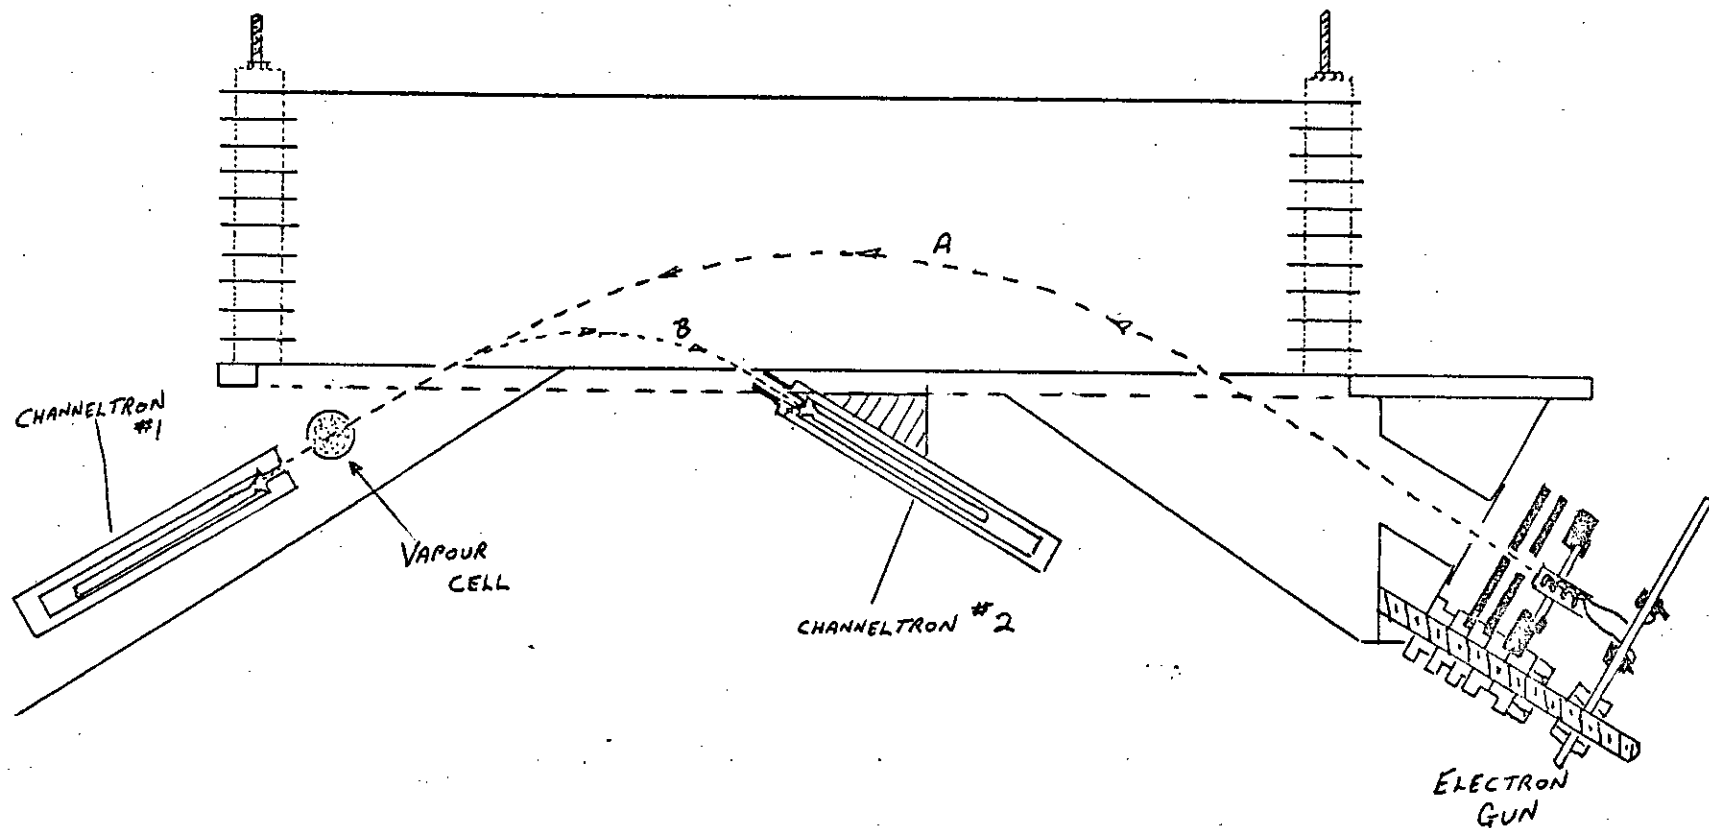 A
B
CHANNELTRON
#1
VAPOUR
CELL
CHANNELTRON #2
ELECTRON
GUN